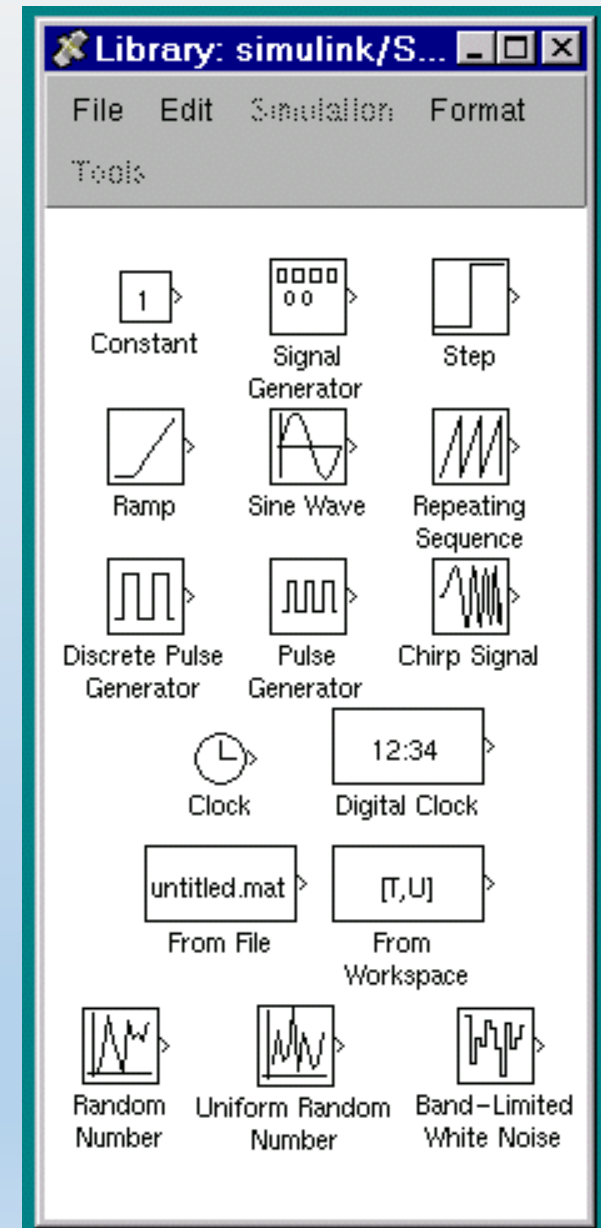 Library: simulink/S...
File Edit Simulation Format
Tools
1
Constant
Signal
Generator
Step
Ramp
Sine Wave
Repeating
Sequence
Discrete Pulse
Generator
Pulse
Generator
Chirp Signal
Clock
12:34
Digital Clock
untitled.mat
From File
[T,U]
From
Workspace
Random
Number
Uniform Random
Number
Band-Limited
White Noise